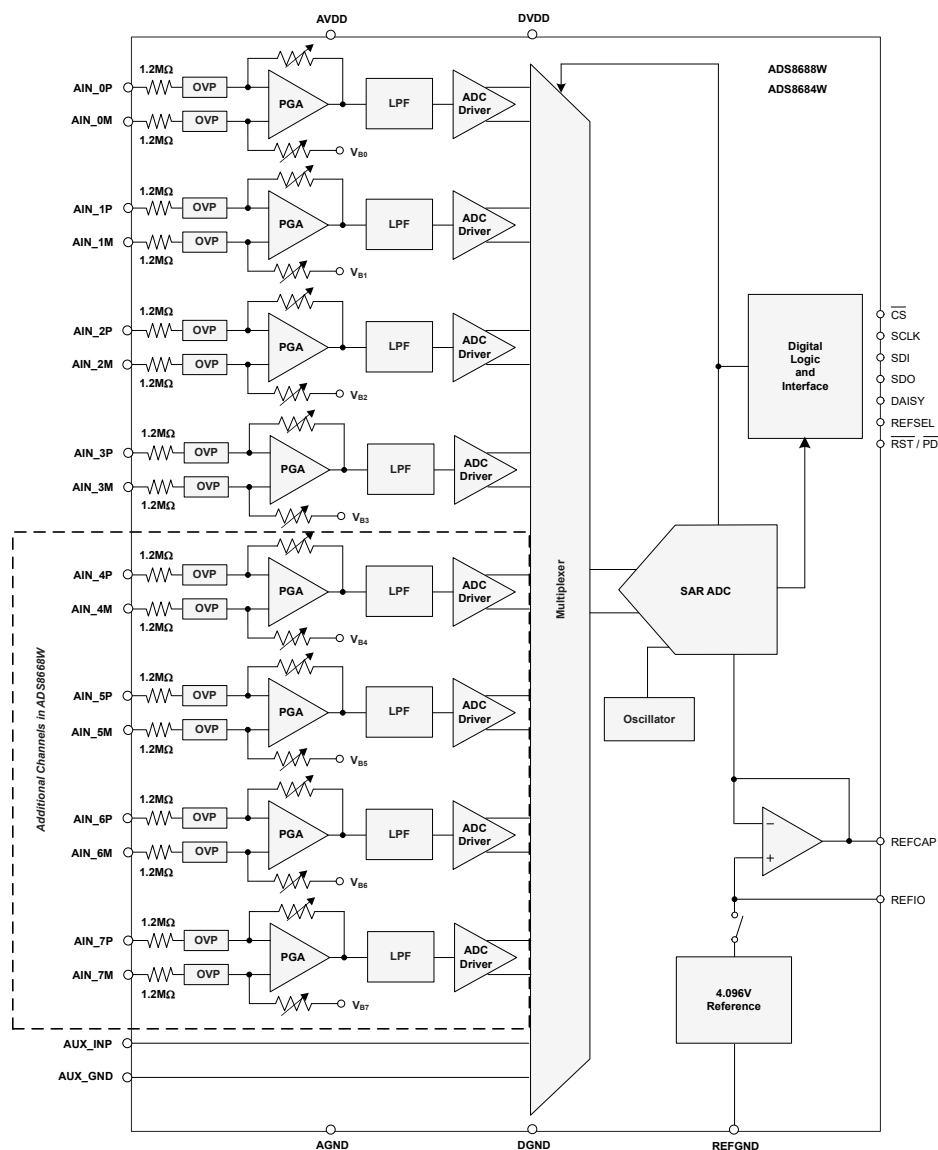 AVDD
DVDD
ADS8688W
ADS8684W
1.2MΩ
AIN_0P
OVP
PGA
LPF
ADC
Driver
AIN_0M
OVP
1.2MΩ
VB0
1.2MΩ
AIN_1P
OVP
PGA
LPF
ADC
Driver
AIN_1M
OVP
1.2MΩ
VB1
1.2MΩ
AIN_2P
OVP
PGA
LPF
ADC
Driver
AIN_2M
OVP
1.2MΩ
VB2
1.2MΩ
AIN_3P
OVP
PGA
LPF
ADC
Driver
AIN_3M
OVP
1.2MΩ
VB3
Additional Channels in ADS8668W
1.2MΩ
AIN_4P
OVP
PGA
LPF
ADC
Driver
AIN_4M
OVP
1.2MΩ
VB4
1.2MΩ
AIN_5P
OVP
PGA
LPF
ADC
Driver
AIN_5M
OVP
1.2MΩ
VB5
1.2MΩ
AIN_6P
OVP
PGA
LPF
ADC
Driver
AIN_6M
OVP
1.2MΩ
VB6
1.2MΩ
AIN_7P
OVP
PGA
LPF
ADC
Driver
AIN_7M
OVP
1.2MΩ
VB7
AUX_INP
AUX_GND
Multiplexer
Digital
Logic
and
Interface
CS
SCLK
SDI
SDO
DAISY
REFSEL
RST / PD
SAR ADC
Oscillator
REFCAP
REFIO
4.096V
Reference
AGND
DGND
REFGND